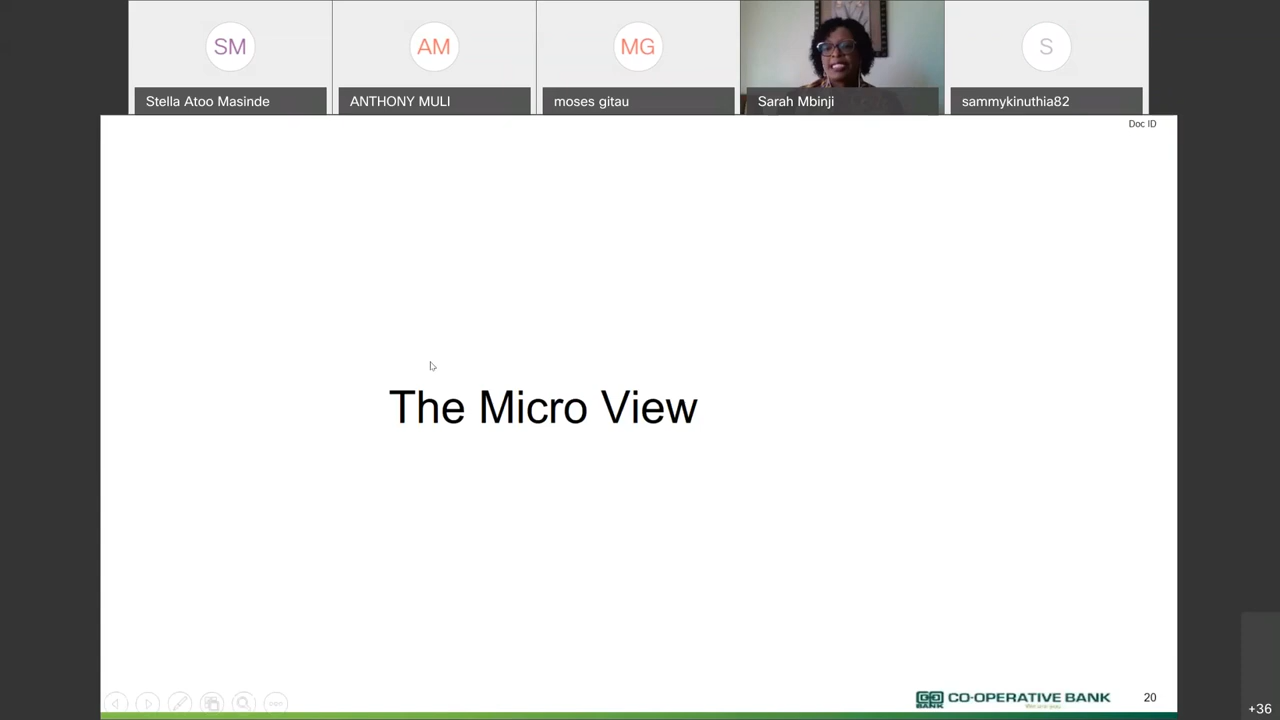 SM
AM
MG
S
Stella Atoo Masinde
ANTHONY MULI
moses gitau
Sarah Mbinji
sammykinuthia82
Doc ID
The Micro View
CO-OPERATIVE BANK
BANK
20
+36